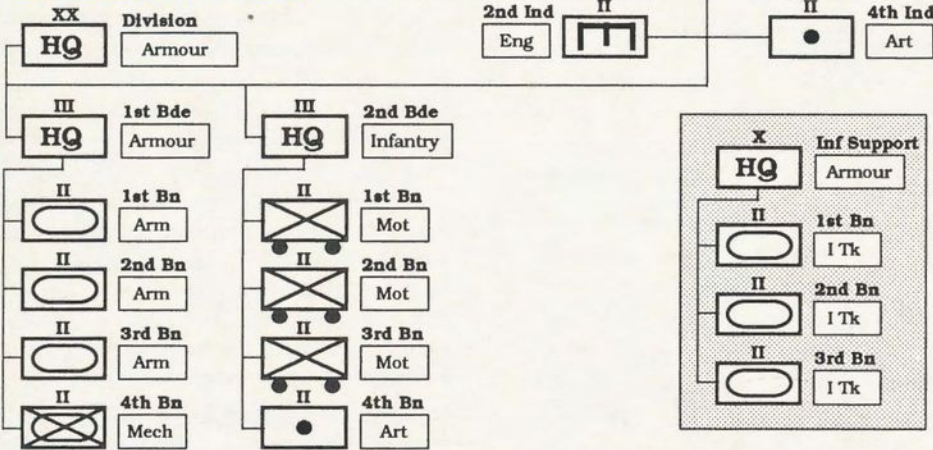 XX
Division
HQ
Armour
2nd Ind
II
Eng
II
4th Ind
Art
III
1st Bde
HQ
Armour
II
1st Bn
Arm
II
2nd Bn
Arm
II
3rd Bn
Arm
II
4th Bn
Mech
III
2nd Bde
HQ
Infantry
II
1st Bn
Mot
II
2nd Bn
Mot
II
3rd Bn
Mot
II
4th Bn
Art
X
Inf Support
HQ
Armour
II
1st Bn
I Tk
II
2nd Bn
I Tk
II
3rd Bn
I Tk